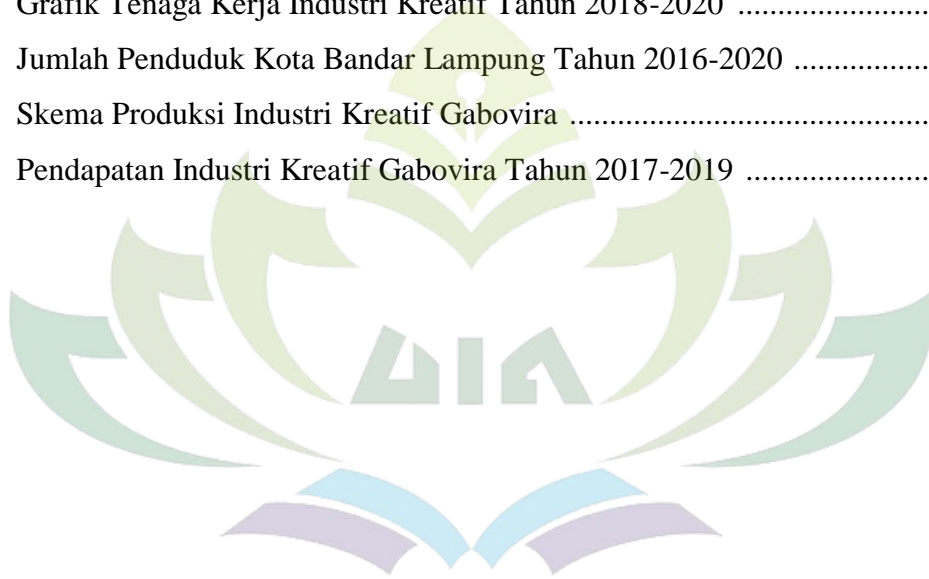 Grafik Tenaga Kerja Industri Kreatif Tahun 2018-2020 .......................
Jumlah Penduduk Kota Bandar Lampung Tahun 2016-2020 .................
Skema Produksi Industri Kreatif Gabovira .............................................
Pendapatan Industri Kreatif Gabovira Tahun 2017-2019 ......................
UIN